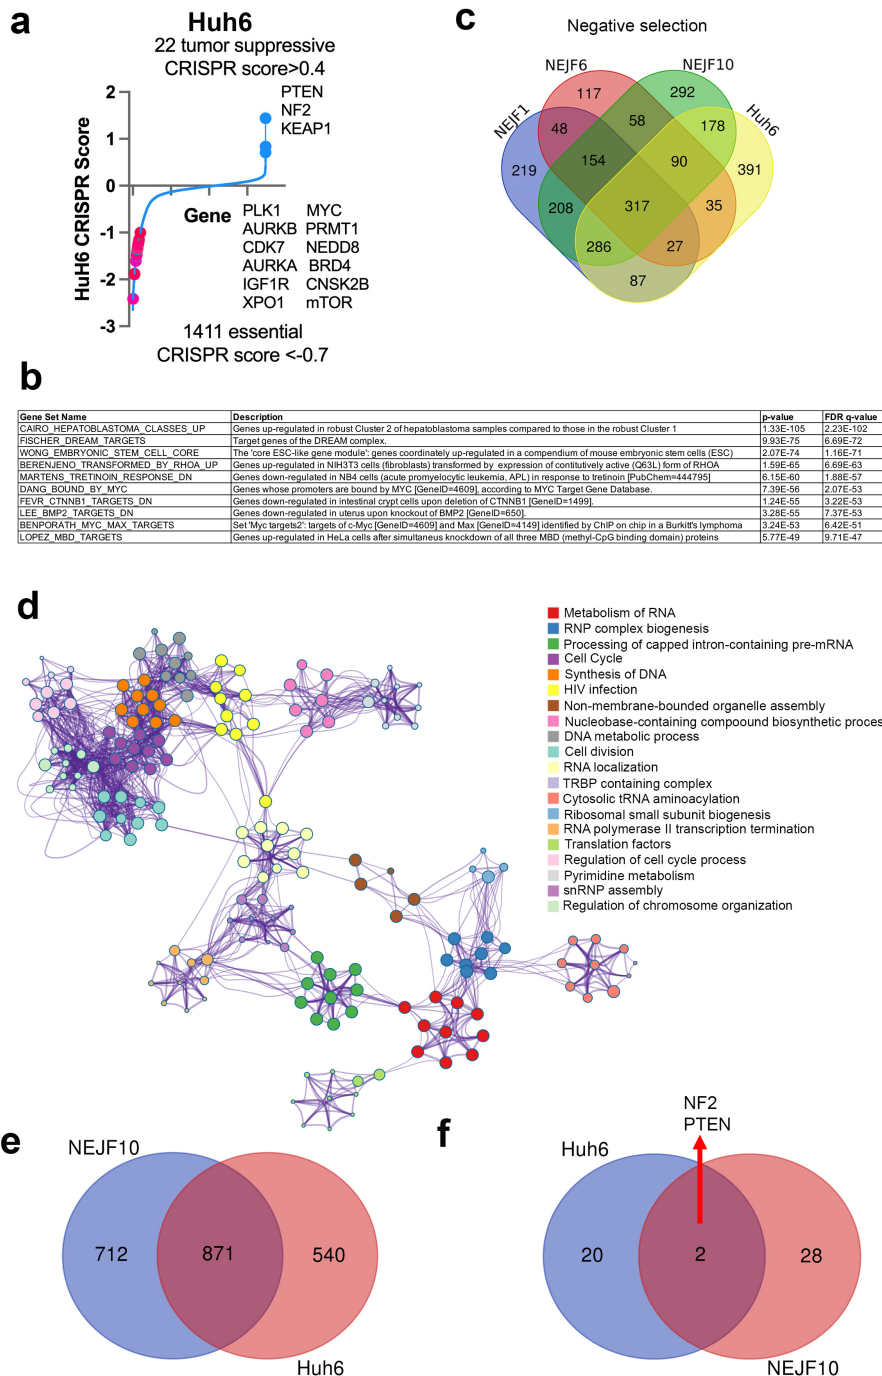 a
Huh6
22 tumor suppressive
CRISPR score>0.4
PTEN
NF2
KEAP1
HuH6 CRISPR Score
2
1
0
-1
-2
-3
Gene
PLK1 MYC
AURKB PRMT1
CDK7 NEDD8
AURKA BRD4
IGF1R CNSK2B
XPO1 mTOR
1411 essential
CRISPR score <-0.7
c
Negative selection
NEJF1
NEJF6
NEJF10
Huh6
117
292
48
58
178
219
154
90
391
208
317
35
286
27
87
b
Gene Set Name Description p-value FDR q-value
CAIRO_HEPATOBLASTOMA_CLASSES_UP Genes up-regulated in robust Cluster 2 of hepatoblastoma samples compared to those in the robust Cluster 1 1.33E-105 2.23E-102
FISCHER_DREAM_TARGETS Target genes of the DREAM complex. 9.93E-75 6.69E-72
WONG_EMBRYONIC_STEM_CELL_CORE The 'core ESC-like gene module': genes coordinately up-regulated in a compendium of mouse embryonic stem cells (ESC) 2.07E-74 1.16E-71
BERENJENO_TRANSFORMED_BY_RHOA_UP Genes up-regulated in NIH3T3 cells (fibroblasts) transformed by expression of contitutively active (Q63L) form of RHOA 1.59E-65 6.69E-63
MARTENS_TRETINOIN_RESPONSE_DN Genes down-regulated in NB4 cells (acute promyelocytic leukemia, APL) in response to tretinoin [PubChem=444795] 6.15E-60 1.88E-57
DANG_BOUND_BY_MYC Genes whose promoters are bound by MYC [GeneID=4609], according to MYC Target Gene Database. 7.39E-56 2.07E-53
FEVR_CTNNB1_TARGETS_DN Genes down-regulated in intestinal crypt cells upon deletion of CTNNB1 [GeneID=1499]. 1.24E-55 3.22E-53
LEE_BMP2_TARGETS_DN Genes down-regulated in uterus upon knockout of BMP2 [GeneID=650]. 3.28E-55 7.37E-53
BENPORATH_MYC_MAX_TARGETS Set 'Myc targets2': targets of c-Myc [GeneID=4609] and Max [GeneID=4149] identified by ChIP on chip in a Burkitt's lymphoma 3.24E-53 6.42E-51
LOPEZ_MBD_TARGETS Genes up-regulated in HeLa cells after simultaneus knockdown of all three MBD (methyl-CpG binding domain) proteins 5.77E-49 9.71E-47
d
Metabolism of RNA
RNP complex biogenesis
Processing of capped intron-containing pre-mRNA
Cell Cycle
Synthesis of DNA
HIV infection
Non-membrane-bounded organelle assembly
Nucleobase-containing compoound biosynthetic proces
DNA metabolic process
Cell division
RNA localization
TRBP containing complex
Cytosolic tRNA aminoacylation
Ribosomal small subunit biogenesis
RNA polymerase II transcription termination
Translation factors
Regulation of cell cycle process
Pyrimidine metabolism
snRNP assembly
Regulation of chromosome organization
e
NEJF10
712
871
540
Huh6
f
NF2
PTEN
Huh6
20
2
28
NEJF10